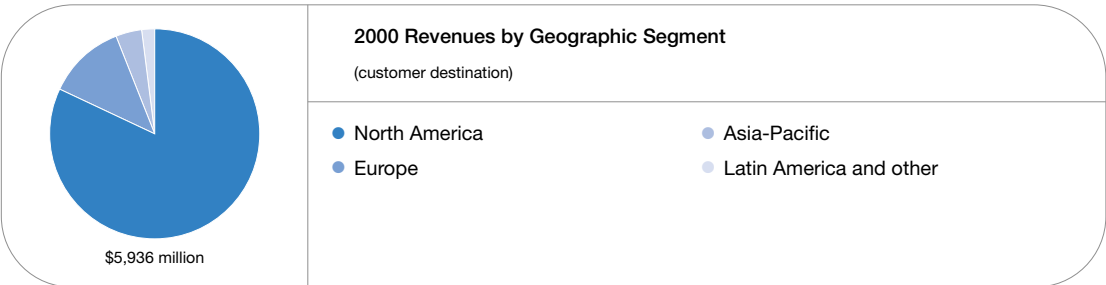 2000 Revenues by Geographic Segment
(customer destination)
North America
Asia-Pacific
Europe
Latin America and other
$5,936 million